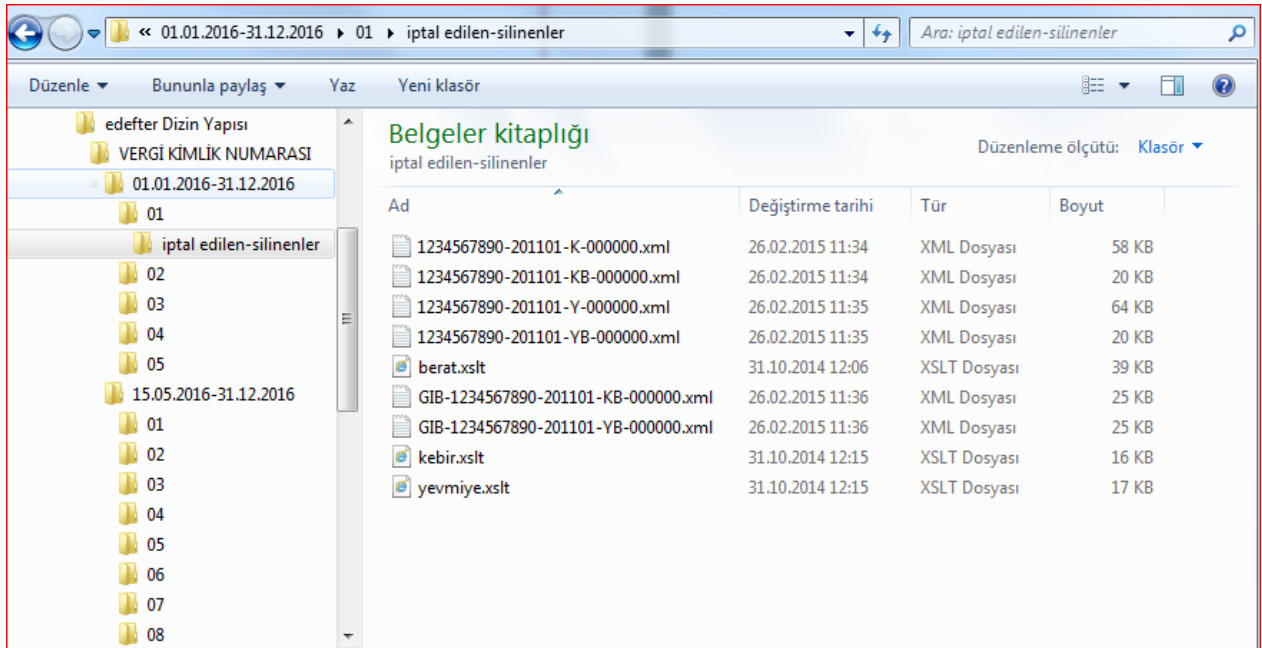 « 01.01.2016-31.12.2016 ▸ 01 ▸ iptal edilen-silinenler
Ara: iptal edilen-silinenler
Düzenle Bununla paylaş Yaz Yeni klasör
edefter Dizin Yapısı
VERGİ KİMLİK NUMARASI
01.01.2016-31.12.2016
01
iptal edilen-silinenler
02
03
04
05
15.05.2016-31.12.2016
01
02
03
04
05
06
07
08
Belgeler kitaplığı
iptal edilen-silinenler
Düzenleme ölçütü: Klasör
Ad Değiştirme tarihi Tür Boyut
1234567890-201101-K-000000.xml 26.02.2015 11:34 XML Dosyası 58 KB
1234567890-201101-KB-000000.xml 26.02.2015 11:34 XML Dosyası 20 KB
1234567890-201101-Y-000000.xml 26.02.2015 11:35 XML Dosyası 64 KB
1234567890-201101-YB-000000.xml 26.02.2015 11:35 XML Dosyası 20 KB
berat.xslt 31.10.2014 12:06 XSLT Dosyası 39 KB
GIB-1234567890-201101-KB-000000.xml 26.02.2015 11:36 XML Dosyası 25 KB
GIB-1234567890-201101-YB-000000.xml 26.02.2015 11:36 XML Dosyası 25 KB
kebir.xslt 31.10.2014 12:15 XSLT Dosyası 16 KB
yevmiye.xslt 31.10.2014 12:15 XSLT Dosyası 17 KB